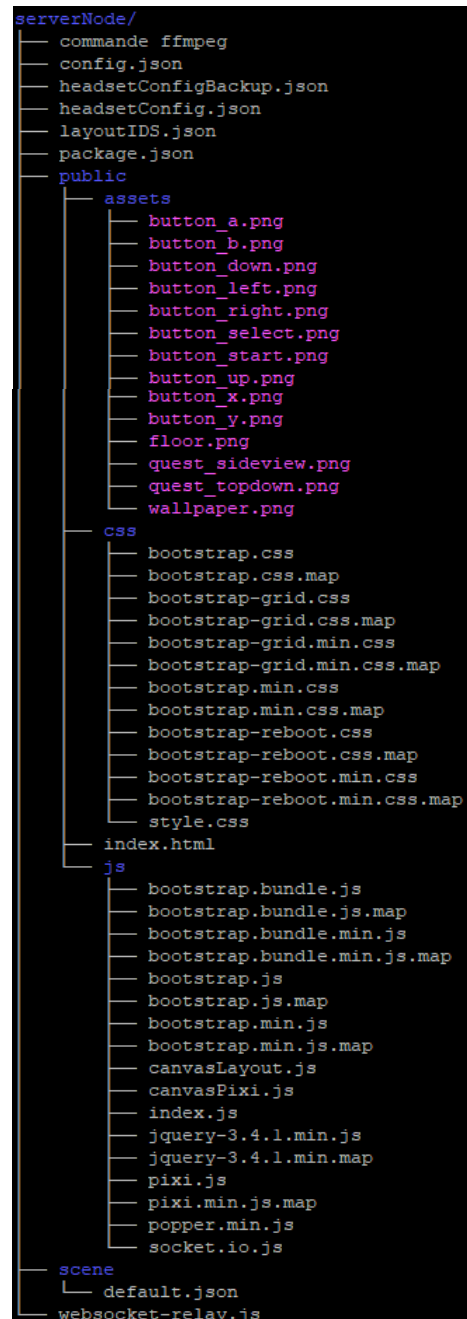 serverNode/
├── commande ffmpeg
├── config.json
├── headsetConfigBackup.json
├── headsetConfig.json
├── layoutIDS.json
├── package.json
├── public
│   ├── assets
│   │   ├── button_a.png
│   │   ├── button_b.png
│   │   ├── button_down.png
│   │   ├── button_left.png
│   │   ├── button_right.png
│   │   ├── button_select.png
│   │   ├── button_start.png
│   │   ├── button_up.png
│   │   ├── button_x.png
│   │   ├── button_y.png
│   │   ├── floor.png
│   │   ├── quest_sideview.png
│   │   ├── quest_topdown.png
│   │   └── wallpaper.png
│   ├── css
│   │   ├── bootstrap.css
│   │   ├── bootstrap.css.map
│   │   ├── bootstrap-grid.css
│   │   ├── bootstrap-grid.css.map
│   │   ├── bootstrap-grid.min.css
│   │   ├── bootstrap-grid.min.css.map
│   │   ├── bootstrap.min.css
│   │   ├── bootstrap.min.css.map
│   │   ├── bootstrap-reboot.css
│   │   ├── bootstrap-reboot.css.map
│   │   ├── bootstrap-reboot.min.css
│   │   ├── bootstrap-reboot.min.css.map
│   │   └── style.css
│   ├── index.html
│   └── js
│       ├── bootstrap.bundle.js
│       ├── bootstrap.bundle.js.map
│       ├── bootstrap.bundle.min.js
│       ├── bootstrap.bundle.min.js.map
│       ├── bootstrap.js
│       ├── bootstrap.js.map
│       ├── bootstrap.min.js
│       ├── bootstrap.min.js.map
│       ├── canvasLayout.js
│       ├── canvasPixi.js
│       ├── index.js
│       ├── jquery-3.4.1.min.js
│       ├── jquery-3.4.1.min.map
│       ├── pixi.js
│       ├── pixi.min.js.map
│       ├── popper.min.js
│       └── socket.io.js
├── scene
│   └── default.json
└── websocket-relay.js